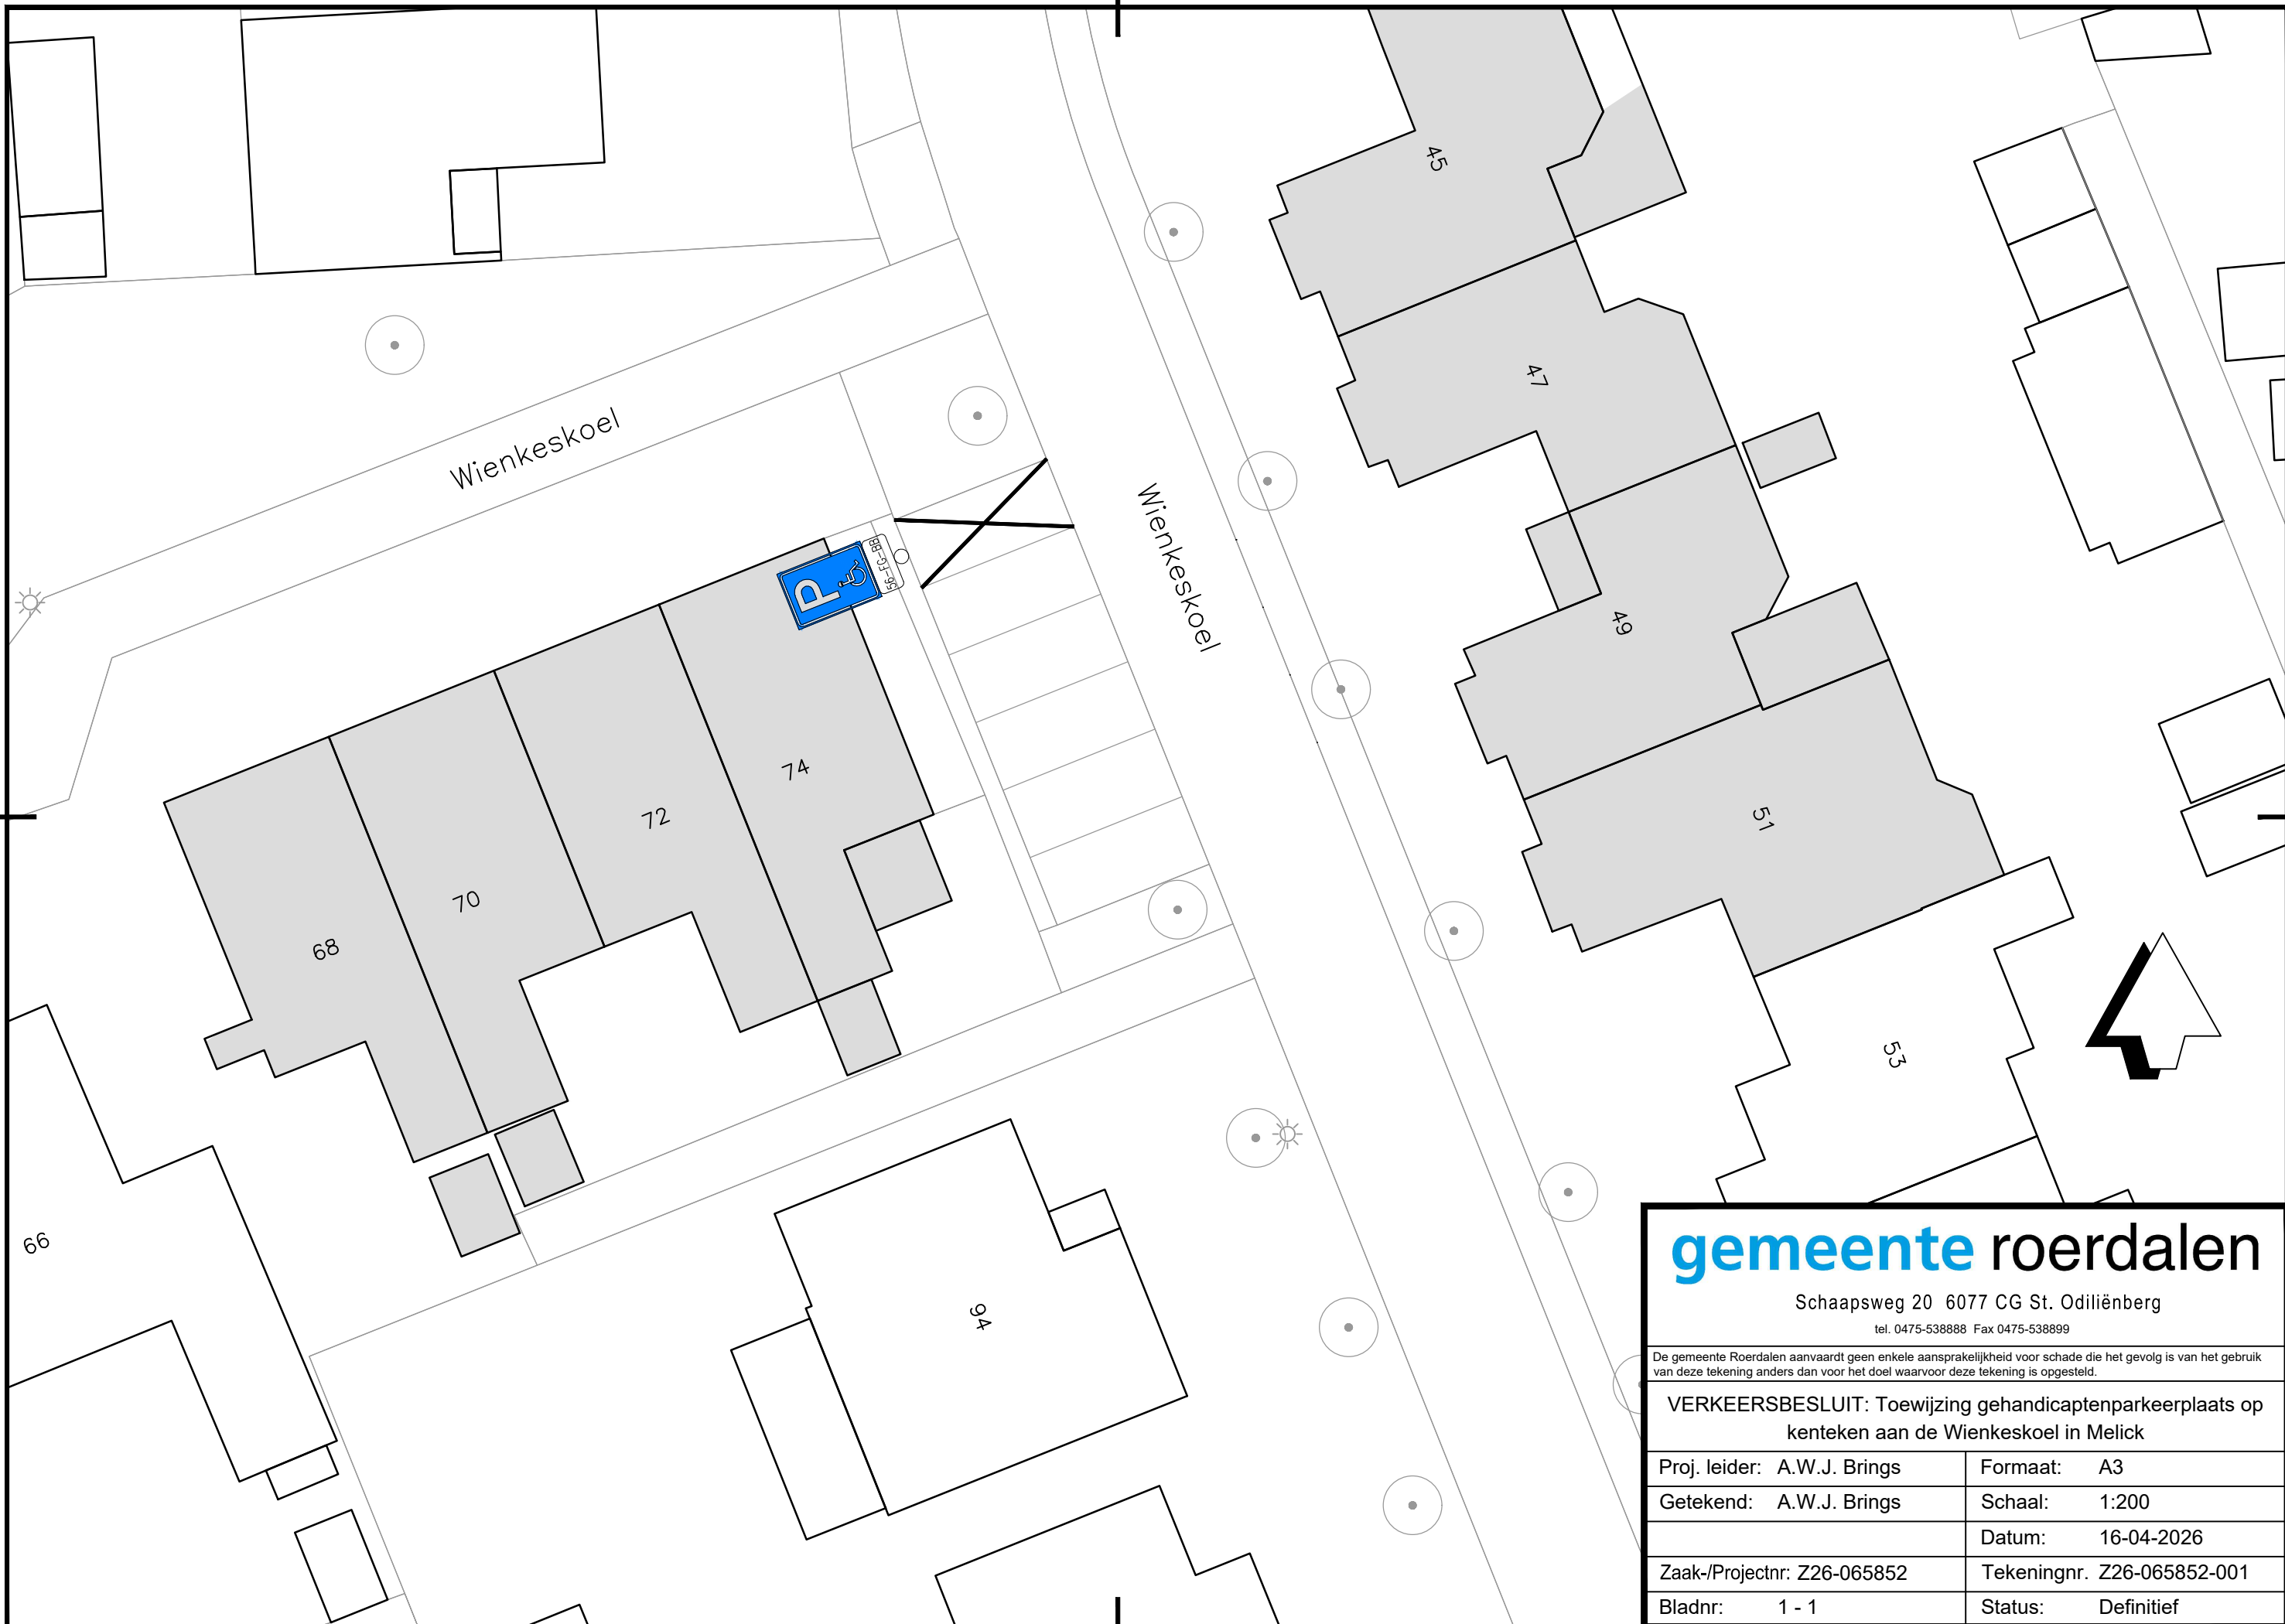 45
47
Wienkeskoel
Wienkeskoel
P
56-FG-BB
49
74
72
51
70
68
53
66
94
gemeente roerdalen
Schaapsweg 20 6077 CG St. Odiliënberg
tel. 0475-538888 Fax 0475-538899
De gemeente Roerdalen aanvaardt geen enkele aansprakelijkheid voor schade die het gevolg is van het gebruik
van deze tekening anders dan voor het doel waarvoor deze tekening is opgesteld.
VERKEERSBESLUIT: Toewijzing gehandicaptenparkeerplaats op
kenteken aan de Wienkeskoel in Melick
Proj. leider: A.W.J. Brings
Formaat: A3
Getekend: A.W.J. Brings
Schaal: 1:200
Datum: 16-04-2026
Zaak-/Projectnr: Z26-065852
Tekeningnr. Z26-065852-001
Bladnr: 1 - 1
Status: Definitief